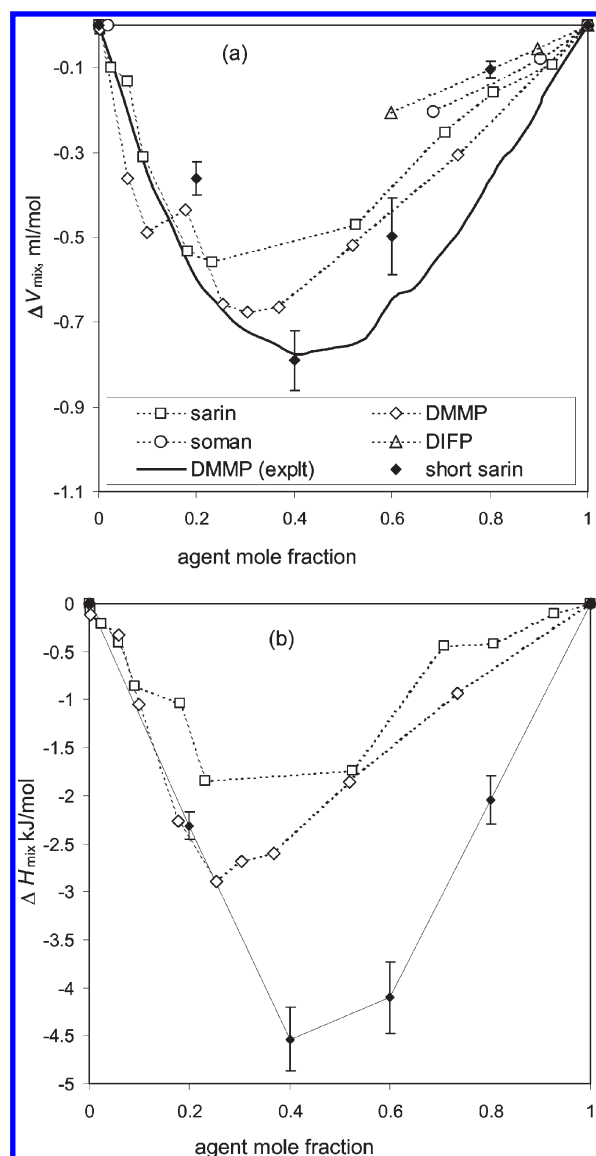 (a)
-0.1
-0.3
-0.5
-0.7
-0.9
-1.1
ΔVmix, ml/mol
sarin
DMMP
soman
DIFP
DMMP (explt)
short sarin
0 0.2 0.4 0.6 0.8 1
agent mole fraction
(b)
0
-0.5
-1
-1.5
-2
-2.5
-3
-3.5
-4
-4.5
-5
Δ Hmix kJ/mol
0 0.2 0.4 0.6 0.8 1
agent mole fraction